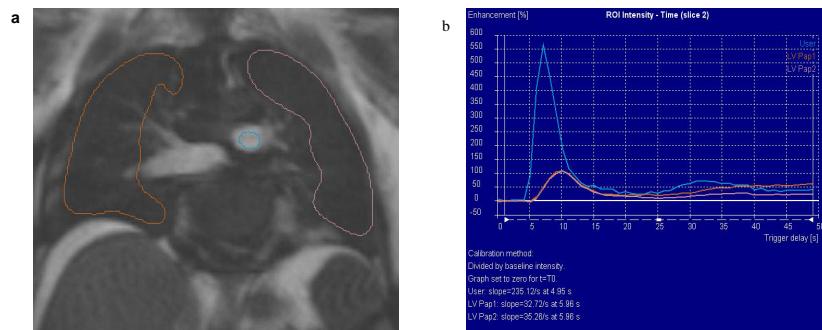 a
b
Enhancement [%]
ROI Intensity - Time (slice 2)
600
550
500
450
400
350
300
250
200
150
100
50
0
-50
User
LV Pap1
LV Pap2
0 5 10 15 20 25 30 35 40 45 50
Trigger delay [s]
Calibration method:
Divided by baseline intensity.
Graph set to zero for t=T0.
User: slope=235.12/s at 4.95 s
LV Pap1: slope=32.72/s at 5.96 s
LV Pap2: slope=35.26/s at 5.96 s